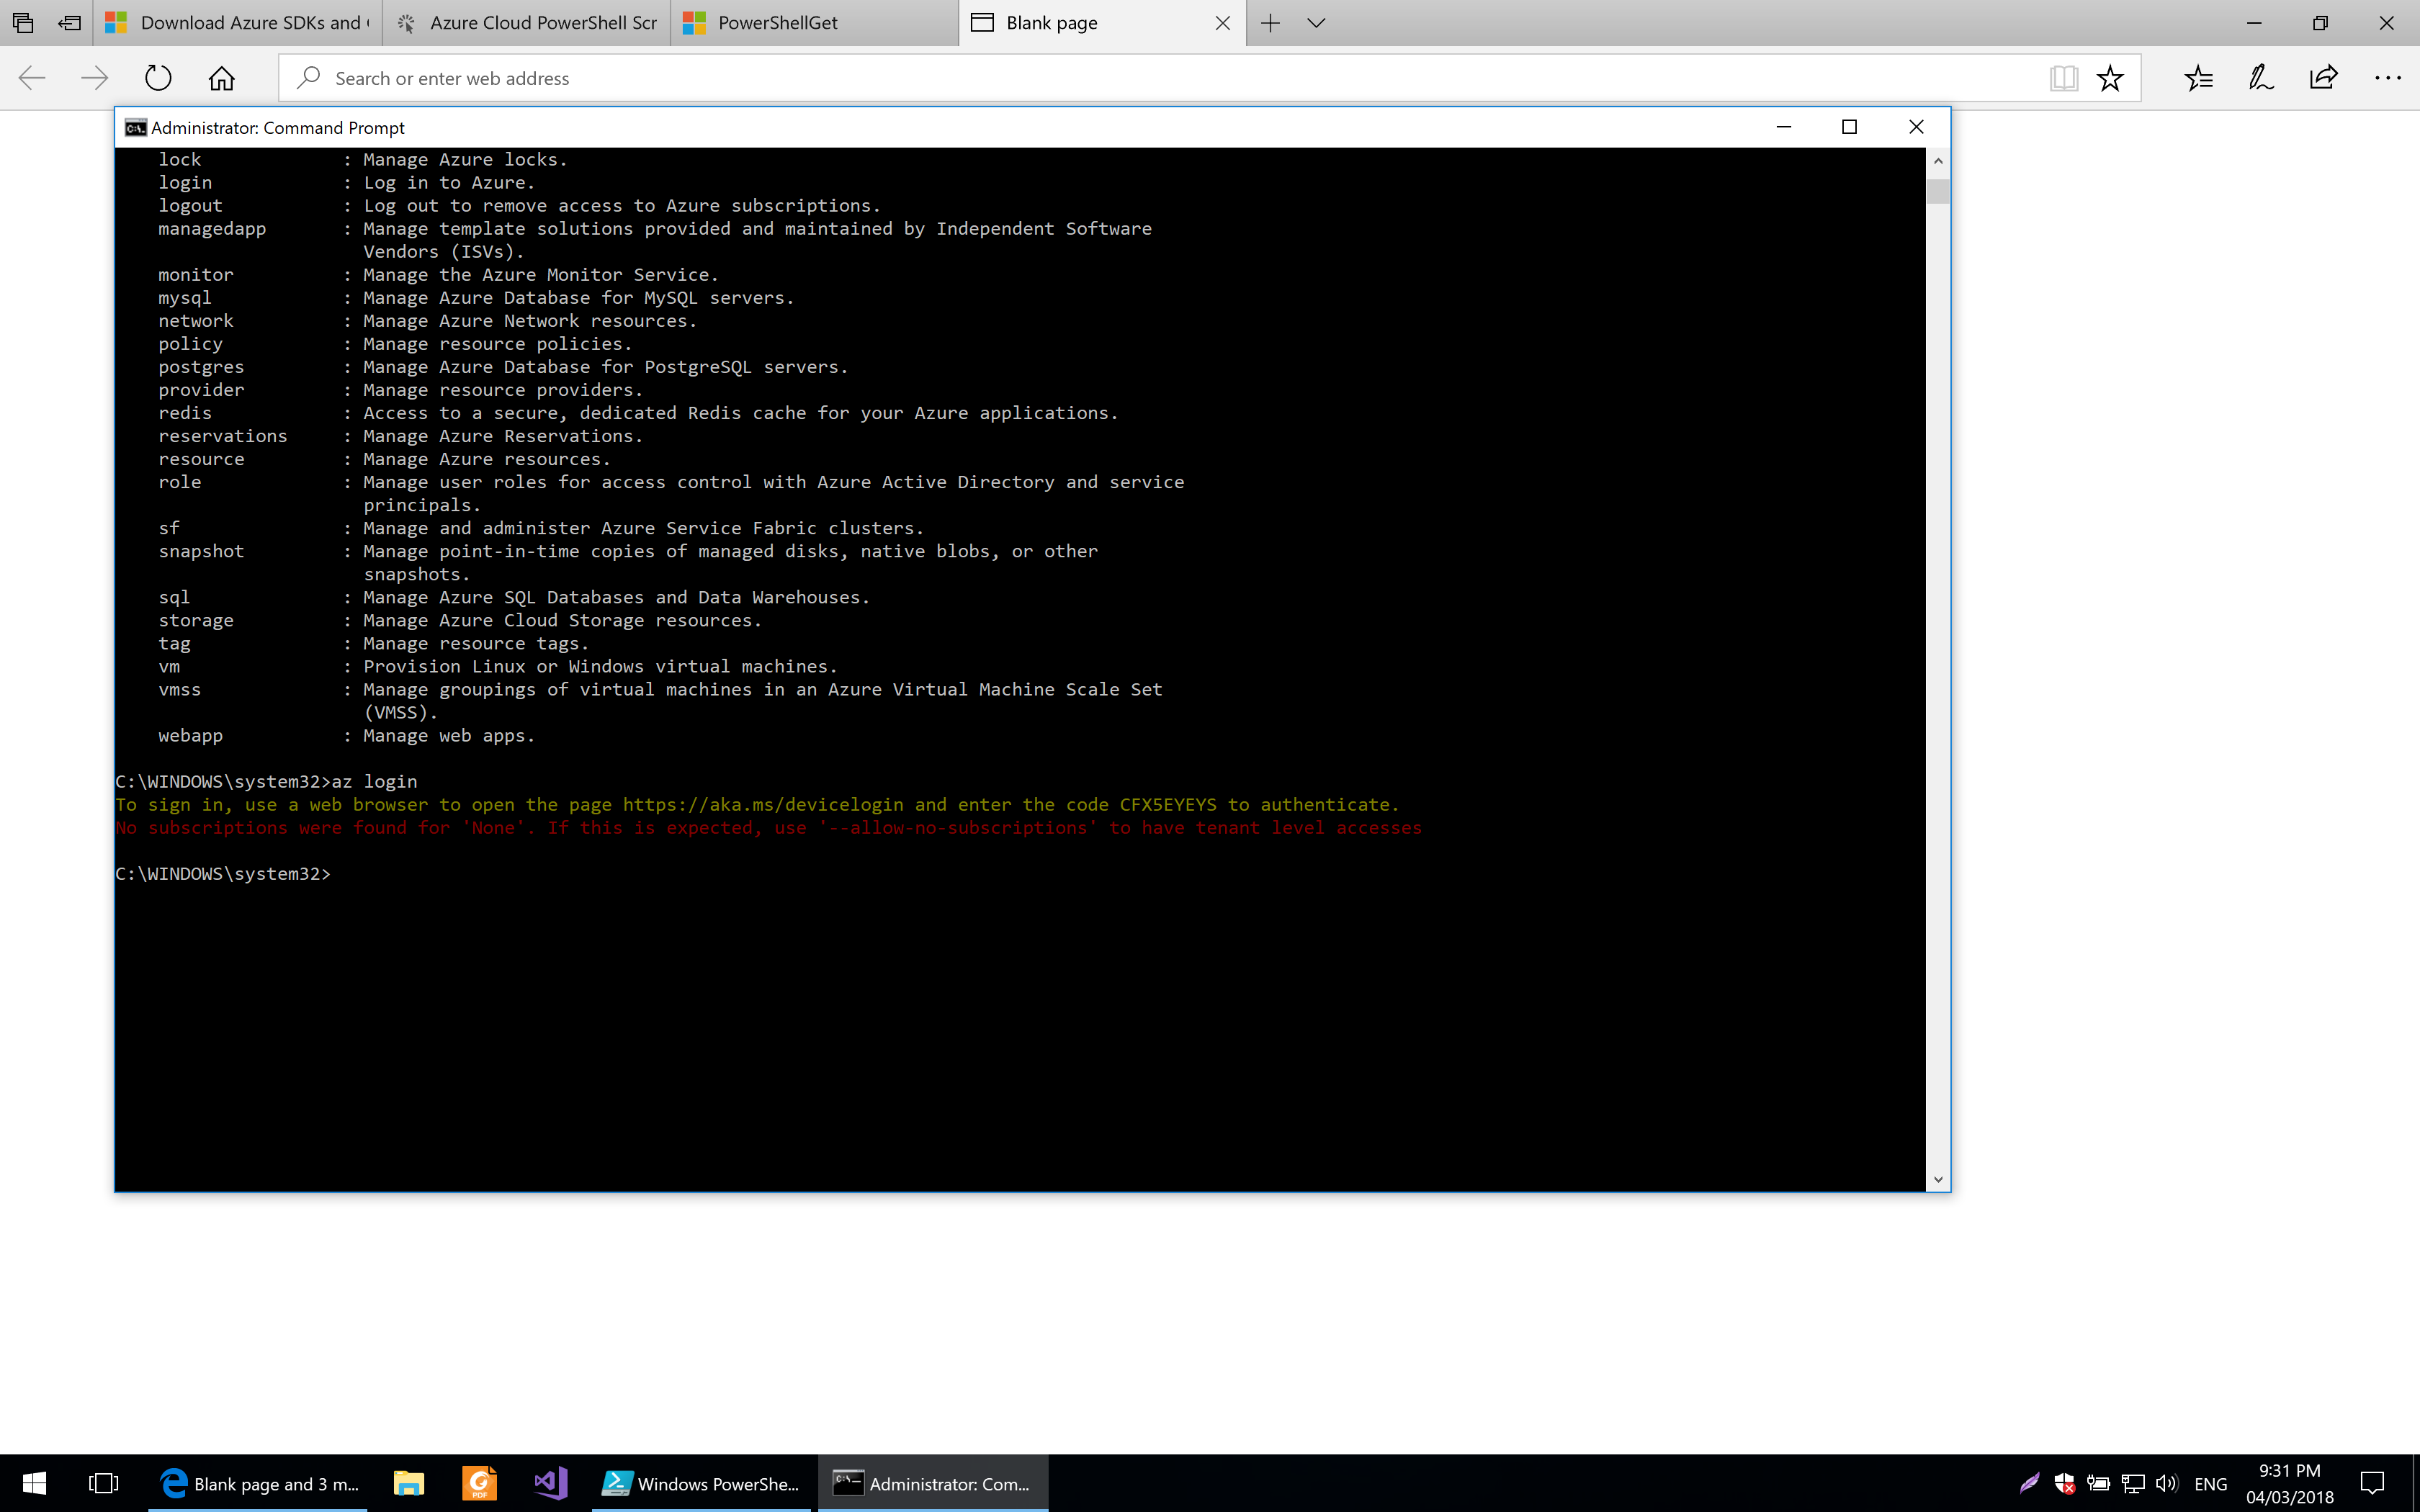 Download Azure SDKs and
Azure Cloud PowerShell Scr
PowerShellGet
Blank page
Search or enter web address
Administrator: Command Prompt
lock : Manage Azure locks.
login : Log in to Azure.
logout : Log out to remove access to Azure subscriptions.
managedapp : Manage template solutions provided and maintained by Independent Software
Vendors (ISVs).
monitor : Manage the Azure Monitor Service.
mysql : Manage Azure Database for MySQL servers.
network : Manage Azure Network resources.
policy : Manage resource policies.
postgres : Manage Azure Database for PostgreSQL servers.
provider : Manage resource providers.
redis : Access to a secure, dedicated Redis cache for your Azure applications.
reservations : Manage Azure Reservations.
resource : Manage Azure resources.
role : Manage user roles for access control with Azure Active Directory and service
principals.
sf : Manage and administer Azure Service Fabric clusters.
snapshot : Manage point-in-time copies of managed disks, native blobs, or other
snapshots.
sql : Manage Azure SQL Databases and Data Warehouses.
storage : Manage Azure Cloud Storage resources.
tag : Manage resource tags.
vm : Provision Linux or Windows virtual machines.
vmss : Manage groupings of virtual machines in an Azure Virtual Machine Scale Set
(VMSS).
webapp : Manage web apps.
C:\WINDOWS\system32>az login
To sign in, use a web browser to open the page https://aka.ms/devicelogin and enter the code CFX5EYEYS to authenticate.
No subscriptions were found for 'None'. If this is expected, use '--allow-no-subscriptions' to have tenant level accesses
C:\WINDOWS\system32>
Blank page and 3 m...
PDF
Windows PowerShe...
Administrator: Com...
ENG
9:31 PM
04/03/2018